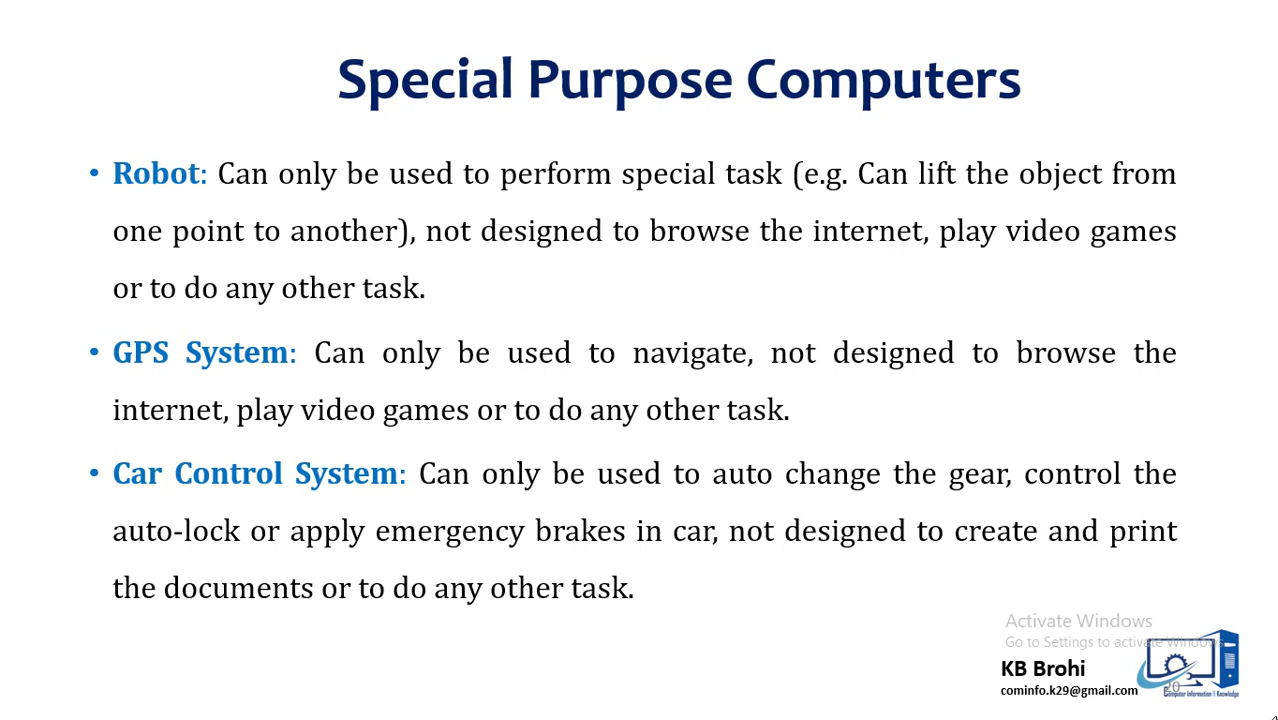 Special Purpose Computers
• Robot: Can only be used to perform special task (e.g. Can lift the object from
one point to another), not designed to browse the internet, play video games
or to do any other task.
• GPS System: Can only be used to navigate, not designed to browse the
internet, play video games or to do any other task.
• Car Control System: Can only be used to auto change the gear, control the
auto-lock or apply emergency brakes in car, not designed to create and print
the documents or to do any other task.
Activate Windows
Go to Settings to activate Windows.
KB Brohi
cominfo.k29@gmail.com
20
Computer Information & Knowledge